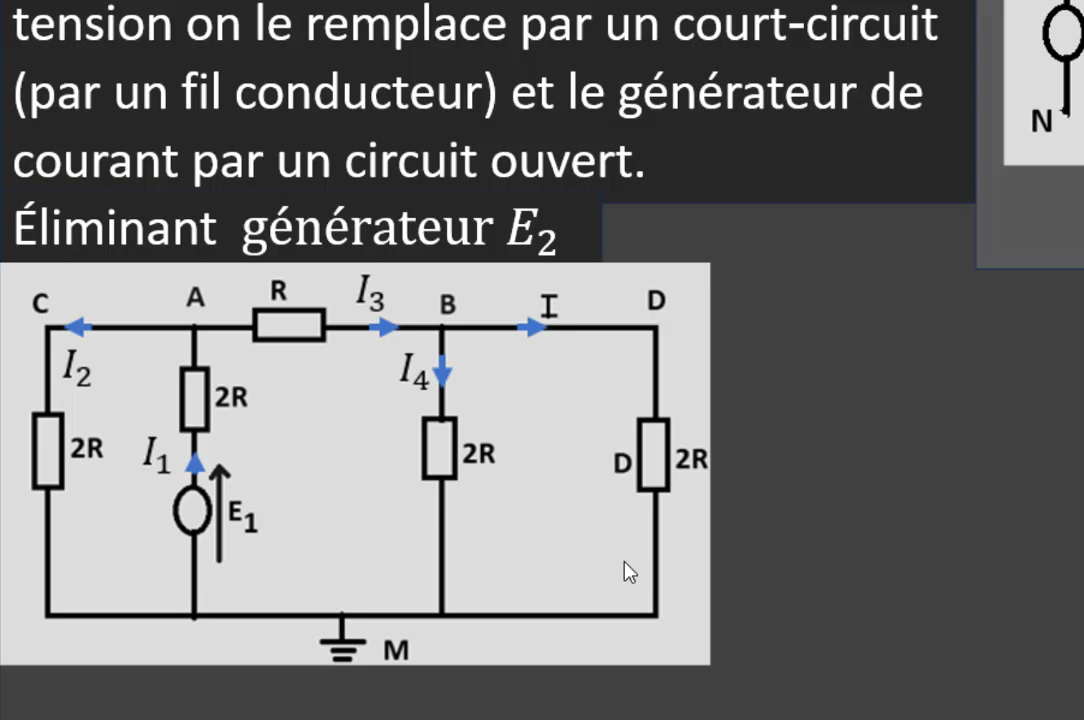 tension on le remplace par un court-circuit
(par un fil conducteur) et le générateur de
courant par un circuit ouvert.
N
Éliminant générateur E₂
C A R I₃ B I D
I₂ I₄
2R
2R I₁ 2R D 2R
E₁
M